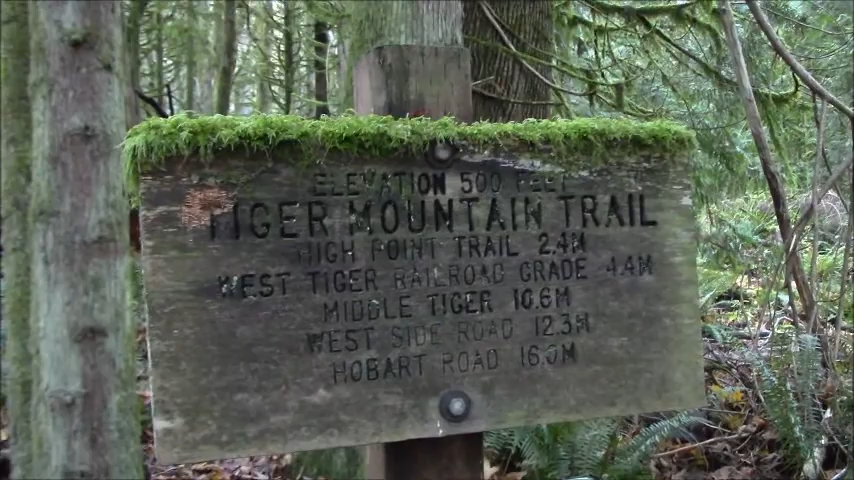 ELEVATION 500 FEET
TIGER MOUNTAIN TRAIL
HIGH POINT TRAIL 2.4M
WEST TIGER RAILROAD GRADE 4.4M
MIDDLE TIGER 10.6M
WEST SIDE ROAD 12.3M
HOBART ROAD 16.0M